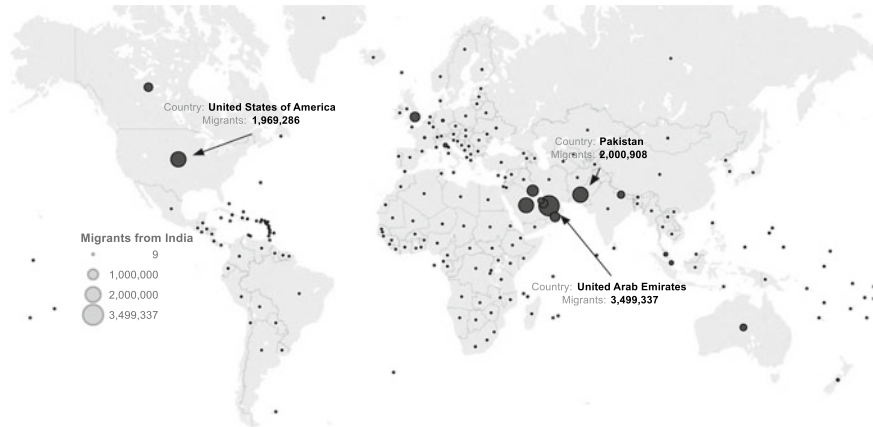 Country: United States of America
Migrants: 1,969,286
Country: Pakistan
Migrants: 2,000,908
Migrants from India
9
1,000,000
2,000,000
3,499,337
Country: United Arab Emirates
Migrants: 3,499,337